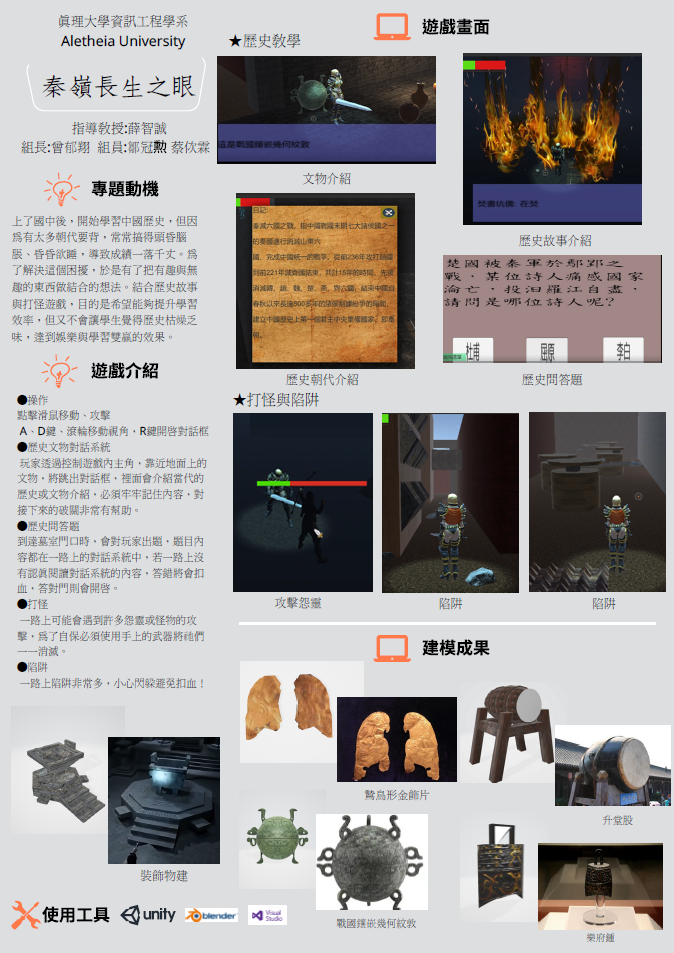 真理大學資訊工程學系
Aletheia University
秦嶺長生之眼
指導教授:薛智誠
組長:曾郁翔 組員:鄒冠勲 蔡佽霖
專題動機
上了國中後，開始學習中國歷史，但因
為有太多朝代要背，常常搞得頭昏腦
脹、昏昏欲睡，導致成績一落千丈。為
了解決這個困擾，於是有了把有趣與無
趣的東西做結合的想法。結合歷史故事
與打怪遊戲，目的是希望能夠提升學習
效率，但又不會讓學生覺得歷史枯燥乏
味，達到娛樂與學習雙贏的效果。
遊戲介紹
●操作
點擊滑鼠移動、攻擊
A、D鍵、滾輪移動視角，R鍵開啓對話框
●歷史文物對話系統
玩家透過控制遊戲內主角，靠近地面上的
文物，將跳出對話框，裡面會介紹當代的
歷史或文物介紹，必須牢牢記住內容，對
接下來的破關非常有幫助。
●歷史問答題
到達墓室門口時，會對玩家出題，題目內
容都在一路上的對話系統中，若一路上沒
有認真閱讀對話系統的內容，答錯將會扣
血，答對門則會開啓。
●打怪
一路上可能會遇到許多怨靈或怪物的攻
擊，為了自保必須使用手上的武器將祂們
一一消滅。
●陷阱
一路上陷阱非常多，小心閃躲避免扣血！
裝飾物建
使用工具
unity
blender
Visual Studio
遊戲畫面
★歷史教學
這是戰國鑲嵌幾何紋敦
文物介紹
焚書坑儒: 在焚
歷史故事介紹
日記:
秦滅六國之戰，指中國戰國末期七大諸侯國之一
的秦國進行消滅山東六
國、完成中國統一的戰爭。從前236年攻打趙國
到前221年滅齊國結束，共計15年的時間。先後
消滅韓、趙、魏、楚、燕、齊六國，結束中國自
春秋以來長達500多年的諸侯割據紛爭的局面，
建立中國歷史上第一個君主中央集權國家，即秦
朝。
歷史朝代介紹
楚國被秦軍於鄢郢之
戰，某位詩人痛感國家
淪亡，投汨羅江自盡，
請問是哪位詩人呢?
杜甫
屈原
李白
歷史問答題
★打怪與陷阱
攻擊怨靈
陷阱
陷阱
建模成果
鷙鳥形金飾片
升堂股
戰國鑲嵌幾何紋敦
樂府鍾